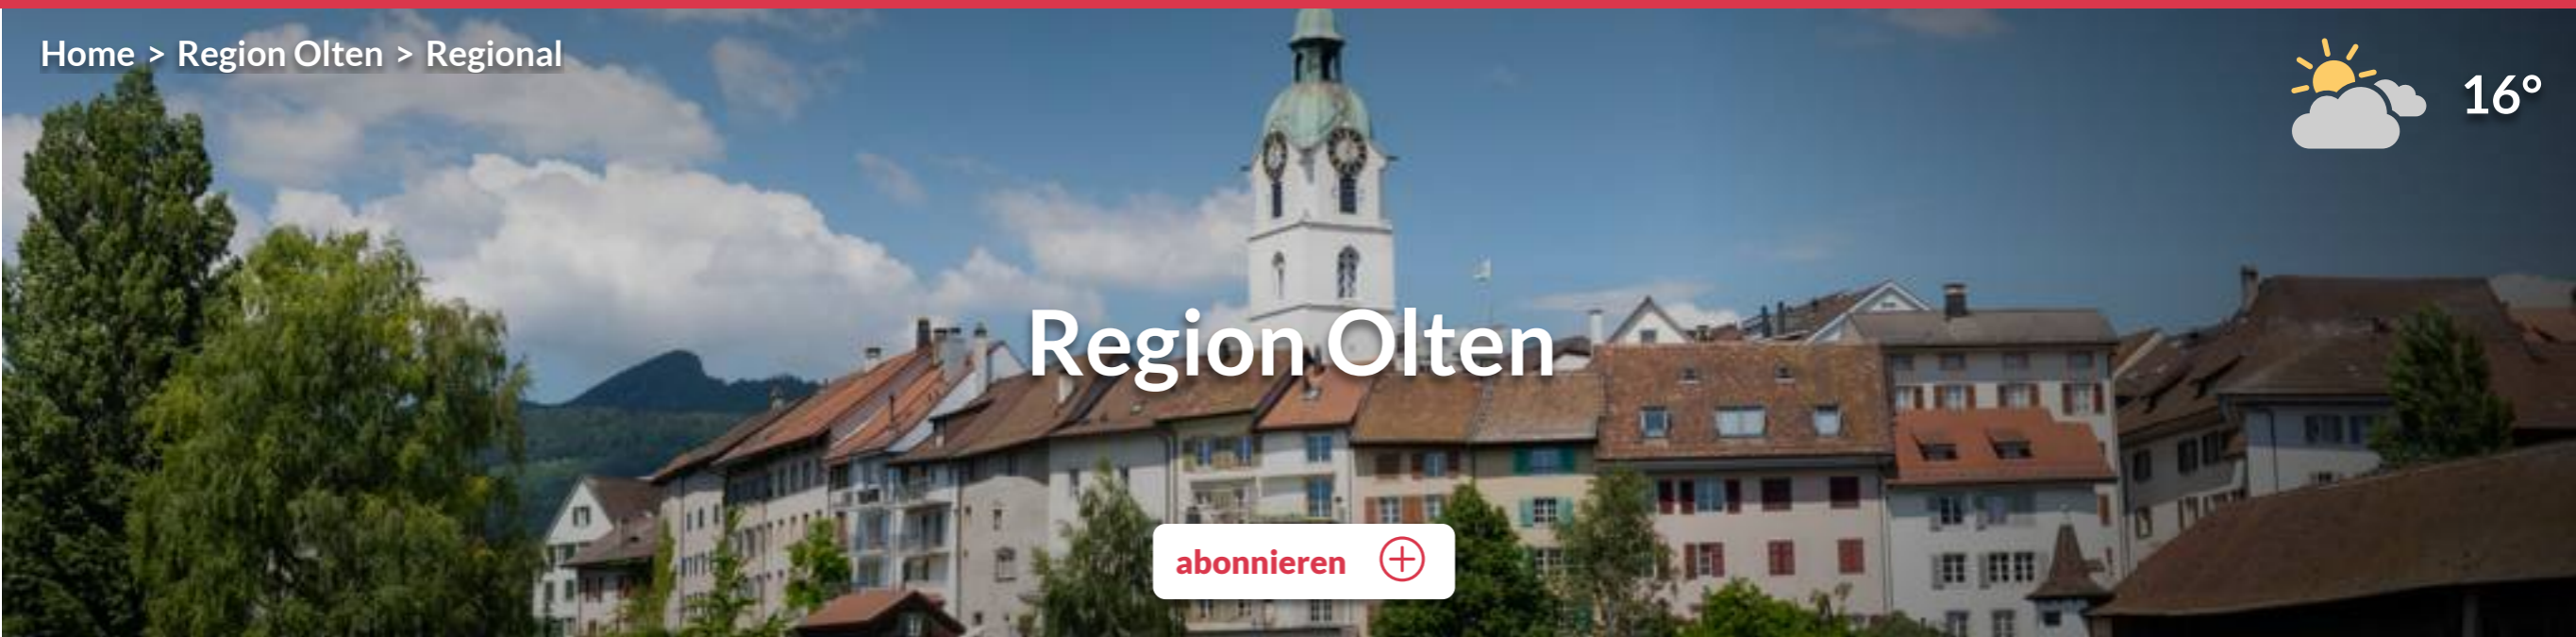 Home > Region Olten > Regional
16°
Region Olten
abonnieren